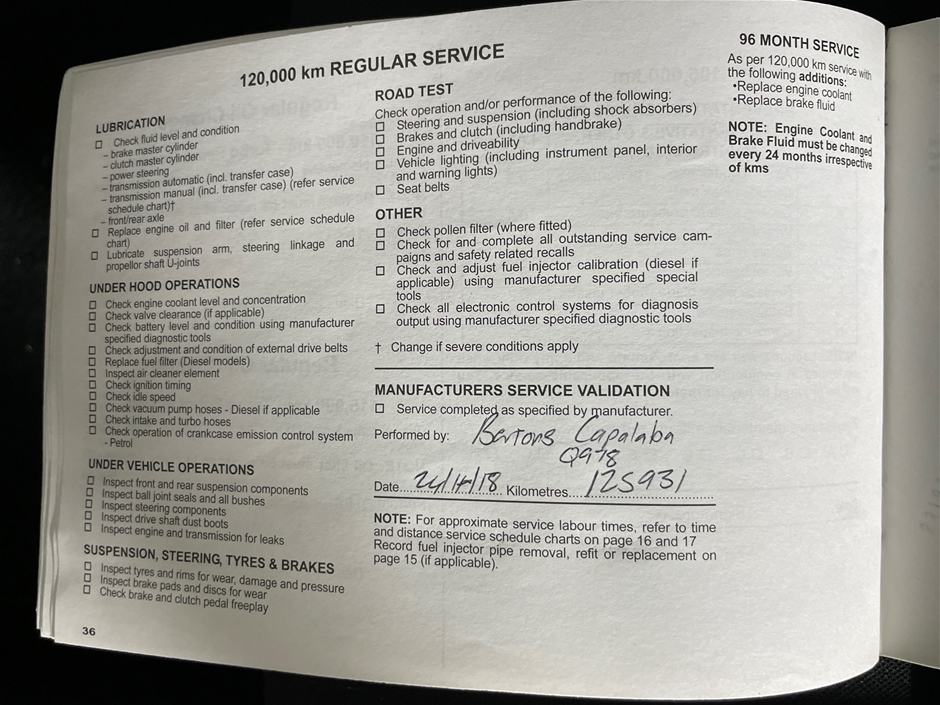 120,000 km REGULAR SERVICE
LUBRICATION
□ Check fluid level and condition
– brake master cylinder
– clutch master cylinder
– power steering
– transmission automatic (incl. transfer case)
– transmission manual (incl. transfer case) (refer service
schedule chart)†
– front/rear axle
□ Replace engine oil and filter (refer service schedule
chart)
□ Lubricate suspension arm, steering linkage and
propellor shaft U-joints
UNDER HOOD OPERATIONS
□ Check engine coolant level and concentration
□ Check valve clearance (if applicable)
□ Check battery level and condition using manufacturer
specified diagnostic tools
□ Check adjustment and condition of external drive belts
□ Replace fuel filter (Diesel models)
□ Inspect air cleaner element
□ Check ignition timing
□ Check idle speed
□ Check vacuum pump hoses - Diesel if applicable
□ Check intake and turbo hoses
□ Check operation of crankcase emission control system
- Petrol
UNDER VEHICLE OPERATIONS
□ Inspect front and rear suspension components
□ Inspect ball joint seals and all bushes
□ Inspect steering components
□ Inspect drive shaft dust boots
□ Inspect engine and transmission for leaks
SUSPENSION, STEERING, TYRES & BRAKES
□ Inspect tyres and rims for wear, damage and pressure
□ Inspect brake pads and discs for wear
□ Check brake and clutch pedal freeplay
36
ROAD TEST
Check operation and/or performance of the following:
□ Steering and suspension (including shock absorbers)
□ Brakes and clutch (including handbrake)
□ Engine and driveability
□ Vehicle lighting (including instrument panel, interior
and warning lights)
□ Seat belts
OTHER
□ Check pollen filter (where fitted)
□ Check for and complete all outstanding service cam-
paigns and safety related recalls
□ Check and adjust fuel injector calibration (diesel if
applicable) using manufacturer specified special
tools
□ Check all electronic control systems for diagnosis
output using manufacturer specified diagnostic tools
† Change if severe conditions apply
MANUFACTURERS SERVICE VALIDATION
□ Service completed as specified by manufacturer.
Performed by: Bartons Capalaba
Q978
Date....24/4/18 Kilometres....125931
NOTE: For approximate service labour times, refer to time
and distance service schedule charts on page 16 and 17
Record fuel injector pipe removal, refit or replacement on
page 15 (if applicable).
96 MONTH SERVICE
As per 120,000 km service with
the following additions:
•Replace engine coolant
•Replace brake fluid
NOTE: Engine Coolant and
Brake Fluid must be changed
every 24 months irrespective
of kms